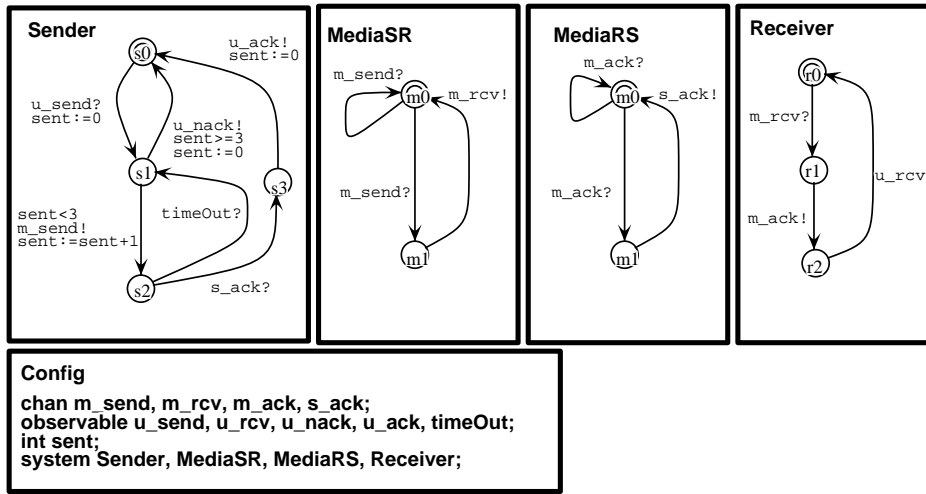 Sender
s0
u_ack!
sent:=0
u_send?
sent:=0
u_nack!
sent>=3
sent:=0
s1
s3
sent<3
m_send!
sent:=sent+1
timeOut?
s2
s_ack?
MediaSR
m_send?
m0
m_rcv!
m_send?
m1
MediaRS
m_ack?
m0
s_ack!
m_ack?
m1
Receiver
r0
m_rcv?
r1
u_rcv
m_ack!
r2
Config
chan m_send, m_rcv, m_ack, s_ack;
observable u_send, u_rcv, u_nack, u_ack, timeOut;
int sent;
system Sender, MediaSR, MediaRS, Receiver;